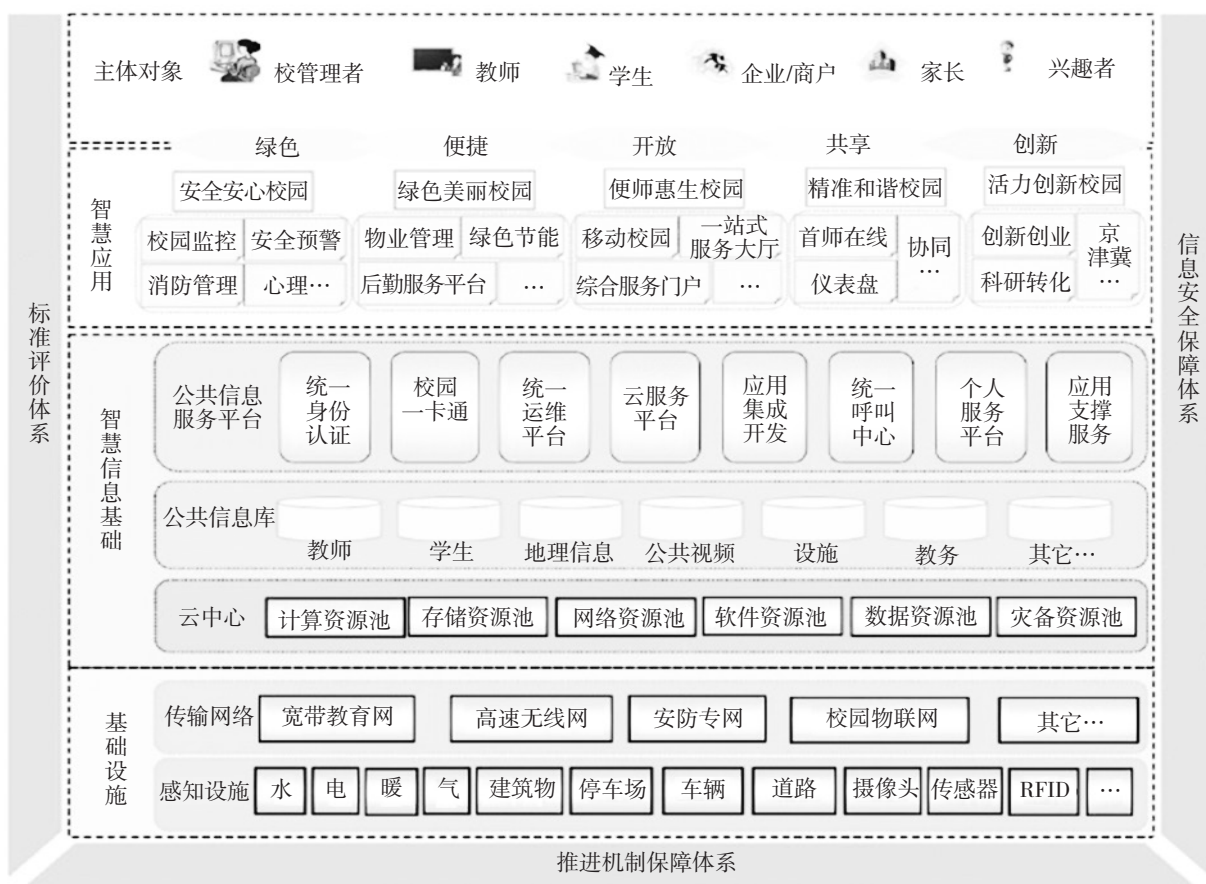 主体对象 校管理者 教师 学生 企业/商户 家长 兴趣者
绿色 便捷 开放 共享 创新
智慧应用
安全安心校园 绿色美丽校园 便师惠生校园 精准和谐校园 活力创新校园
校园监控 安全预警
消防管理 心理…
物业管理 绿色节能
后勤服务平台 …
移动校园 一站式
服务大厅
综合服务门户 …
首师在线 协同
…
仪表盘
创新创业 京
津冀
…
科研转化
智慧信息基础
公共信息
服务平台
统一
身份
认证
校园
一卡通
统一
运维
平台
云服务
平台
应用
集成
开发
统一
呼叫
中心
个人
服务
平台
应用
支撑
服务
公共信息库
教师 学生 地理信息 公共视频 设施 教务 其它…
云中心 计算资源池 存储资源池 网络资源池 软件资源池 数据资源池 灾备资源池
基础设施
传输网络 宽带教育网 高速无线网 安防专网 校园物联网 其它…
感知设施 水 电 暖 气 建筑物 停车场 车辆 道路 摄像头 传感器 RFID …
标准评价体系
信息安全保障体系
推进机制保障体系